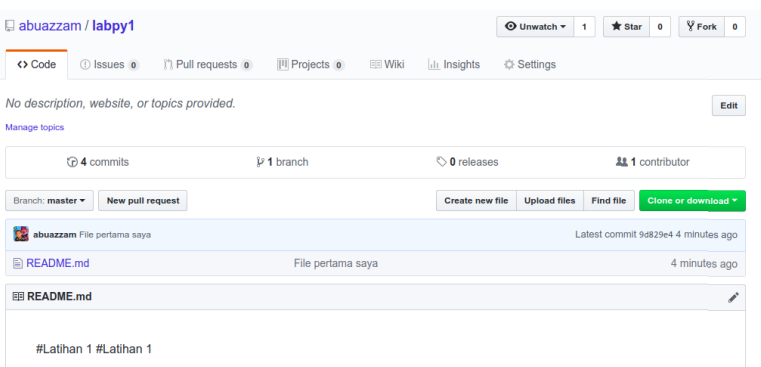 abuazzam / labpy1 Unwatch 1 Star 0 Fork 0
Code Issues 0 Pull requests 0 Projects 0 Wiki Insights Settings
No description, website, or topics provided. Edit
Manage topics
4 commits 1 branch 0 releases 1 contributor
Branch: master New pull request Create new file Upload files Find file Clone or download
abuazzam File pertama saya Latest commit 9d829e4 4 minutes ago
README.md File pertama saya 4 minutes ago
README.md
#Latihan 1 #Latihan 1